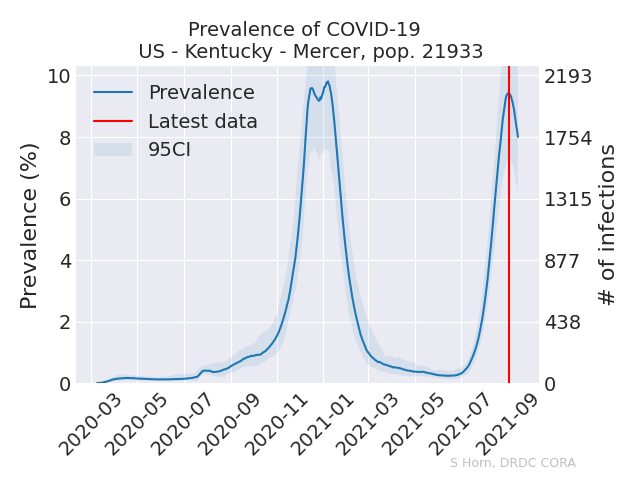 Prevalence of COVID-19
US - Kentucky - Mercer, pop. 21933
Prevalence
Latest data
95CI
Prevalence (%)
10
8
6
4
2
0
2193
1754
1315
877
438
0
# of infections
2020-03
2020-05
2020-07
2020-09
2020-11
2021-01
2021-03
2021-05
2021-07
2021-09
S Horn, DRDC CORA